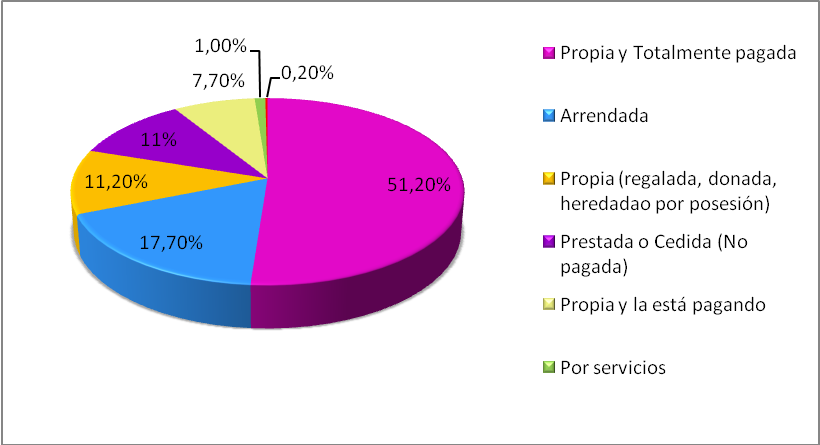 1,00%
0,20%
7,70%
11%
11,20%
51,20%
17,70%
Propia y Totalmente pagada
Arrendada
Propia (regalada, donada,
heredadao por posesión)
Prestada o Cedida (No
pagada)
Propia y la está pagando
Por servicios